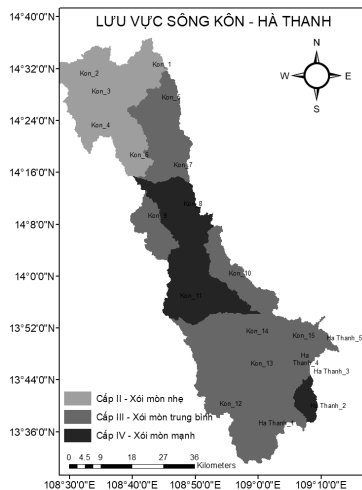 LƯU VỰC SÔNG KÔN - HÀ THANH
14°40'0"N
14°32'0"N
14°24'0"N
14°16'0"N
14°8'0"N
14°0'0"N
13°52'0"N
13°44'0"N
13°36'0"N
N
W
E
S
Kon_1
Kon_2
Kon_3
Kon_4
Kon_7
Kon_8
Kon_10
Kon_11
Kon_14
Kon_15
Ha Thanh_5
Ha
Thanh_4
Kon_13
Ha Thanh_3
Kon_12
Ha Thanh_2
Ha Thanh_1
Cấp II - Xói mòn nhẹ
Cấp III - Xói mòn trung bình
Cấp IV - Xói mòn mạnh
0 4.5 9 18 27 36
Kilometers
108°30'0"E 108°40'0"E 108°50'0"E 109°0'0"E 109°10'0"E